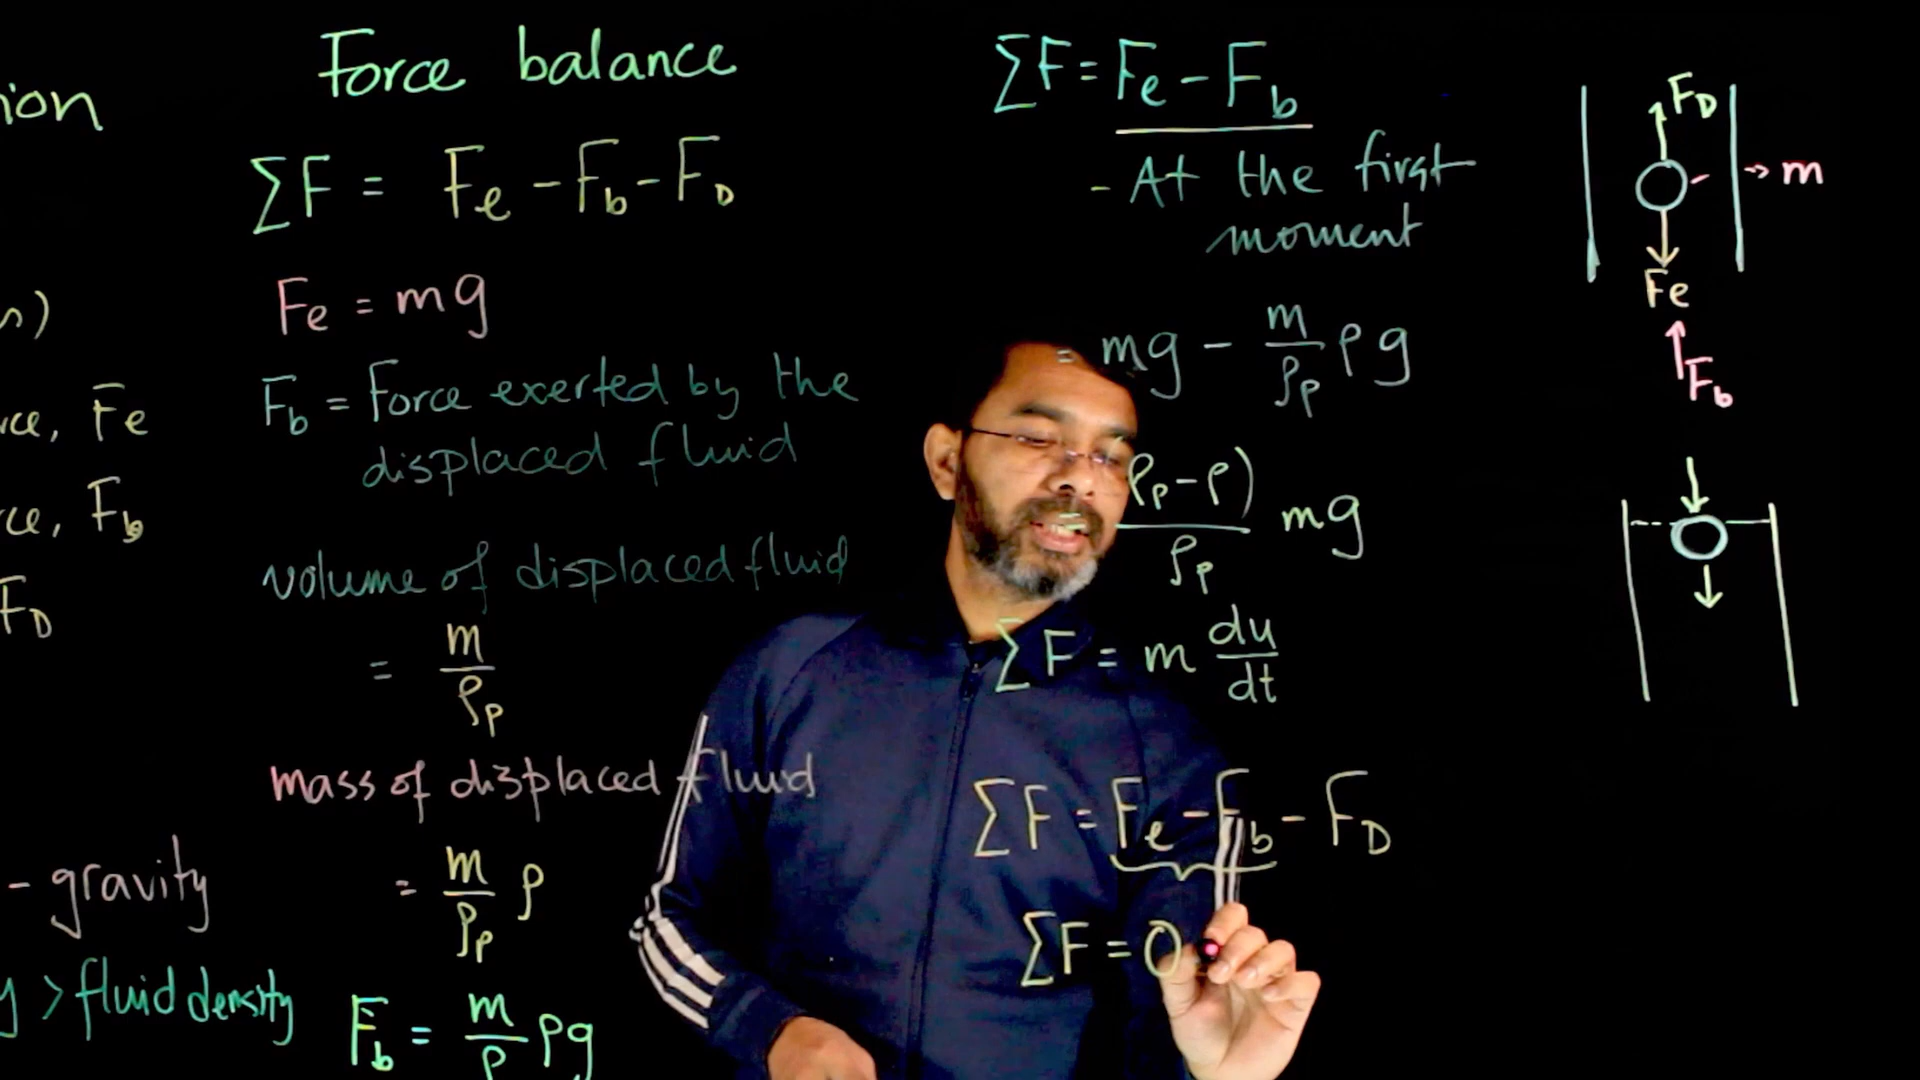 ion
n)
ce, Fe
ce, Fb
FD
- gravity
y > fluid density
Force balance
ΣF = Fe - Fb - FD
Fe = mg
Fb = Force exerted by the
displaced fluid
volume of displaced fluid
= m/ρp
mass of displaced fluid
= m/ρp ρ
Fb = m/ρ ρg
ΣF = Fe - Fb
- At the first
moment
= mg - m/ρp ρg
ρp - ρ)/ρp mg
ΣF = m du/dt
ΣF = Fe - Fb - FD
ΣF = 0
FD
→ m
Fe
Fb